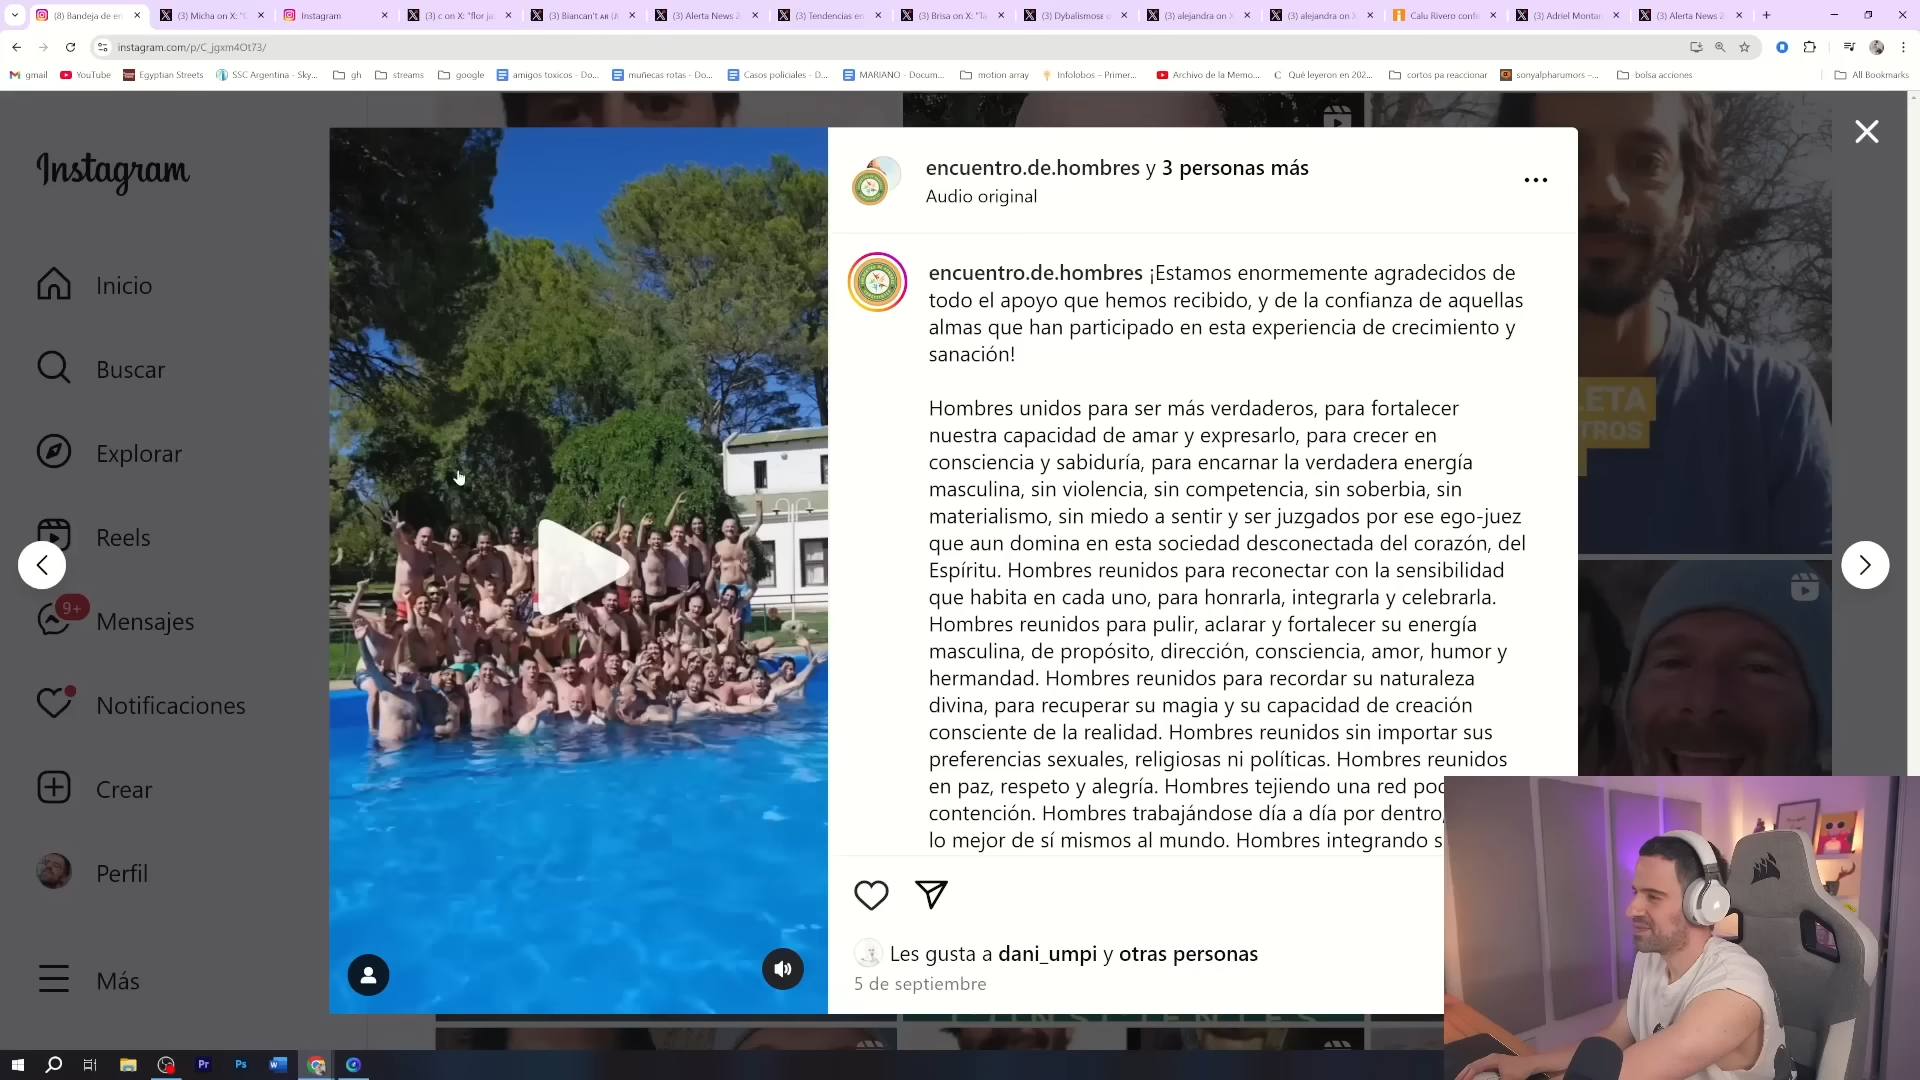 (8) Bandeja de en
(3) Micha on X: "C
Instagram
(3) c on X: "flor ja
(3) Biancan't
(3) Alerta News 2
(3) Tendencias en
(3) Brisa on X: "Ta
(3) Dybalismose o
(3) alejandra on X
(3) alejandra on X
Calu Rivero confe
(3) Adriel Montan
(3) Alerta News 2
instagram.com/p/C_jgxm4Ot73/
gmail
YouTube
Egyptian Streets
SSC Argentina - Sky...
gh
streams
google
amigos toxicos - Do...
muñecas rotas - Do...
Casos policiales - D...
MARIANO - Docum...
motion array
Infolobos – Primer...
Archivo de la Memo...
Qué leyeron en 202...
cortos pa reaccionar
sonyalpharumors –...
bolsa acciones
All Bookmarks
Instagram
Inicio
Buscar
Explorar
Reels
9+
Mensajes
Notificaciones
Crear
Perfil
Más
encuentro.de.hombres y 3 personas más
Audio original
encuentro.de.hombres ¡Estamos enormemente agradecidos de
todo el apoyo que hemos recibido, y de la confianza de aquellas
almas que han participado en esta experiencia de crecimiento y
sanación!
Hombres unidos para ser más verdaderos, para fortalecer
nuestra capacidad de amar y expresarlo, para crecer en
consciencia y sabiduría, para encarnar la verdadera energía
masculina, sin violencia, sin competencia, sin soberbia, sin
materialismo, sin miedo a sentir y ser juzgados por ese ego-juez
que aun domina en esta sociedad desconectada del corazón, del
Espíritu. Hombres reunidos para reconectar con la sensibilidad
que habita en cada uno, para honrarla, integrarla y celebrarla.
Hombres reunidos para pulir, aclarar y fortalecer su energía
masculina, de propósito, dirección, consciencia, amor, humor y
hermandad. Hombres reunidos para recordar su naturaleza
divina, para recuperar su magia y su capacidad de creación
consciente de la realidad. Hombres reunidos sin importar sus
preferencias sexuales, religiosas ni políticas. Hombres reunidos
en paz, respeto y alegría. Hombres tejiendo una red pod
contención. Hombres trabajándose día a día por dentro,
lo mejor de sí mismos al mundo. Hombres integrando s
Les gusta a dani_umpi y otras personas
5 de septiembre
LETA
TROS
Pr
Ps